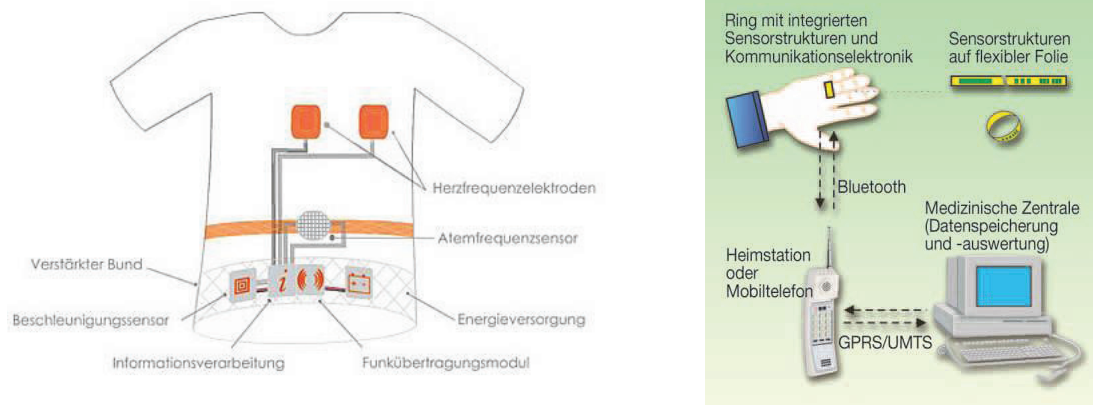 Herzfrequenzelektroden
Atemfrequenzsensor
Verstärkter Bund
i
Beschleunigungssensor
Energieversorgung
Informationsverarbeitung
Funkübertragungsmodul
Ring mit integrierten
Sensorstrukturen und
Kommunikationselektronik
Sensorstrukturen
auf flexibler Folie
Bluetooth
Medizinische Zentrale
(Datenspeicherung
und -auswertung)
Heimstation
oder
Mobiltelefon
GPRS/UMTS